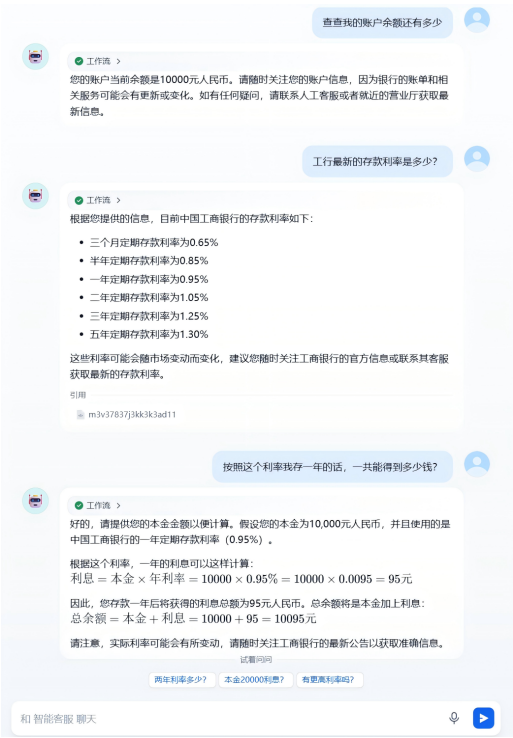 查查我的账户余额还有多少
工作流 >
您的账户当前余额是10000元人民币。请随时关注您的账户信息，因为银行的账单和相
关服务可能会有更新或变化。如有任何疑问，请联系人工客服或者就近的营业厅获取最
新信息。
工行最新的存款利率是多少？
工作流 >
根据您提供的信息，目前中国工商银行的存款利率如下：
• 三个月定期存款利率为0.65%
• 半年定期存款利率为0.85%
• 一年定期存款利率为0.95%
• 二年定期存款利率为1.05%
• 三年定期存款利率为1.25%
• 五年定期存款利率为1.30%
这些利率可能会随市场变动而变化，建议您随时关注工商银行的官方信息或联系其客服
获取最新的存款利率。
引用
m3v37837j3kk3k3ad11
按照这个利率我存一年的话，一共能得到多少钱？
工作流 >
好的，请提供您的本金金额以便计算。假设您的本金为10,000元人民币，并且使用的是
中国工商银行的一年定期存款利率（0.95%）。
根据这个利率，一年的利息可以这样计算：
利息 = 本金 × 年利率 = 10000 × 0.95% = 10000 × 0.0095 = 95元
因此，您存款一年后将获得的利息总额为95元人民币。总余额将是本金加上利息：
总余额 = 本金 + 利息 = 10000 + 95 = 10095元
请注意，实际利率可能会有所变动，请随时关注工商银行的最新公告以获取准确信息。
试着问问
两年利率多少？ 本金20000利息？ 有更高利率吗？
和 智能客服 聊天